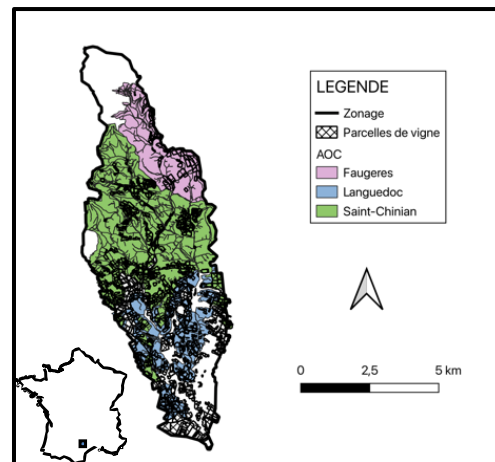 LEGENDE
Zonage
Parcelles de vigne
AOC
Faugeres
Languedoc
Saint-Chinian
0 2,5 5 km